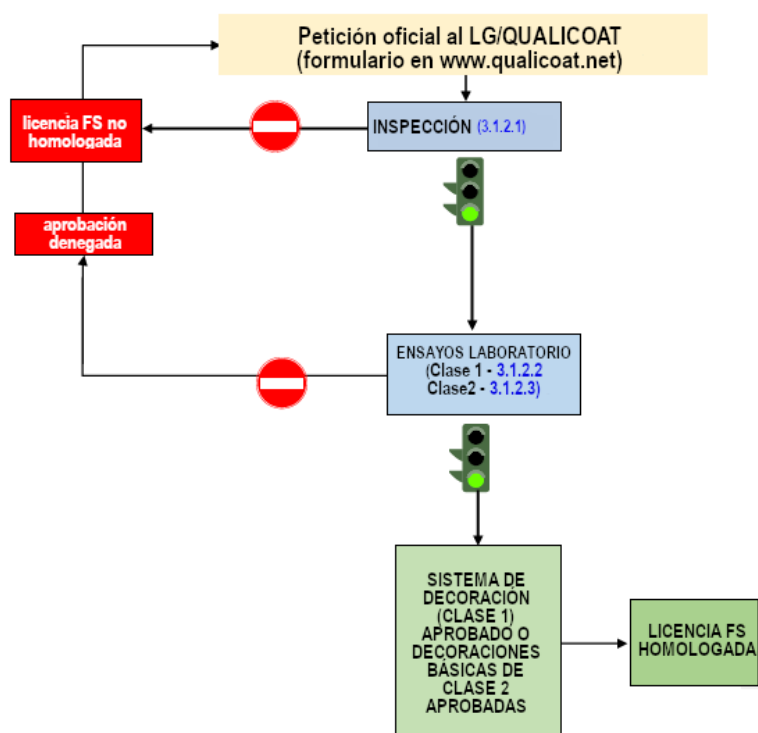 Petición oficial al LG/QUALICOAT
(formulario en www.qualicoat.net)
licencia FS no
homologada
INSPECCIÓN (3.1.2.1)
aprobación
denegada
ENSAYOS LABORATORIO
(Clase 1 - 3.1.2.2
Clase2 - 3.1.2.3)
SISTEMA DE
DECORACIÓN
(CLASE 1)
APROBADO O
DECORACIONES
BÁSICAS DE
CLASE 2
APROBADAS
LICENCIA FS
HOMOLOGADA